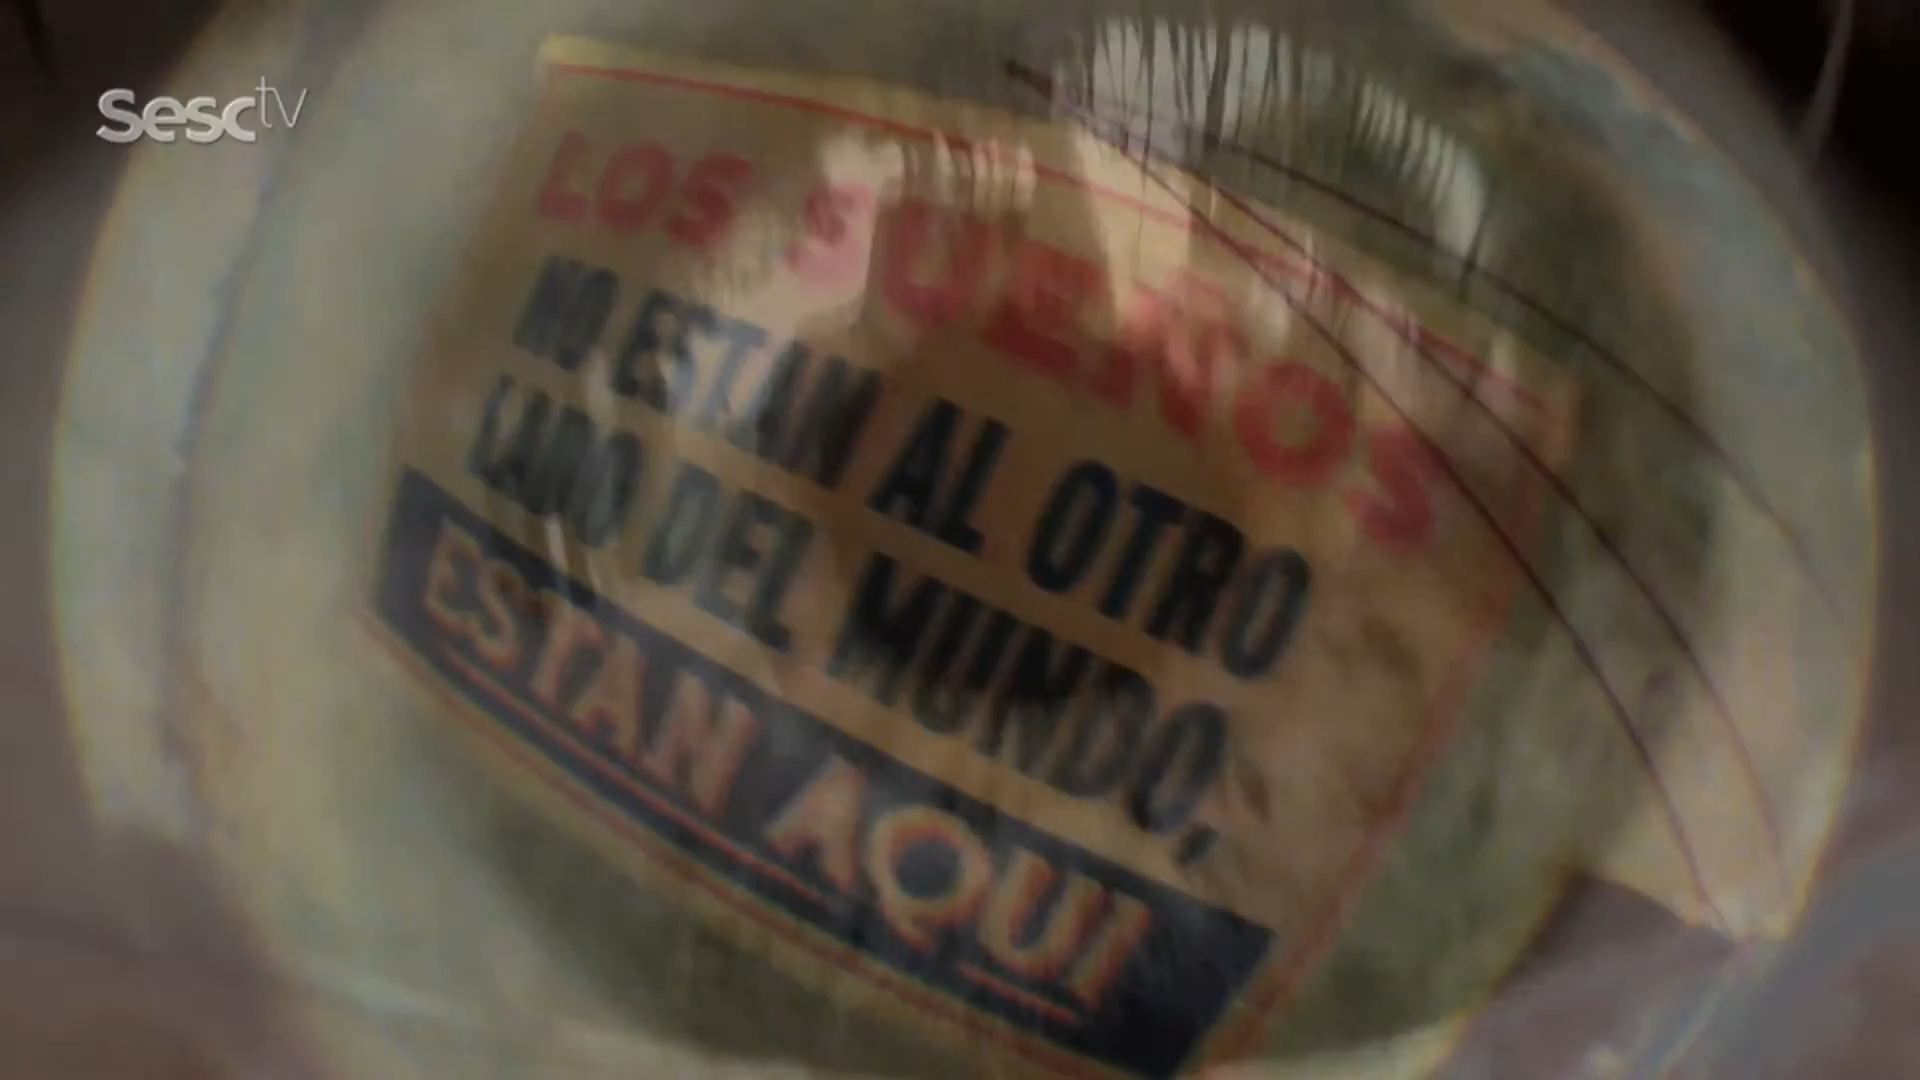 Sesctv
LOS SUEÑOS
NO ESTAN AL OTRO
LADO DEL MUNDO,
ESTAN AQUI